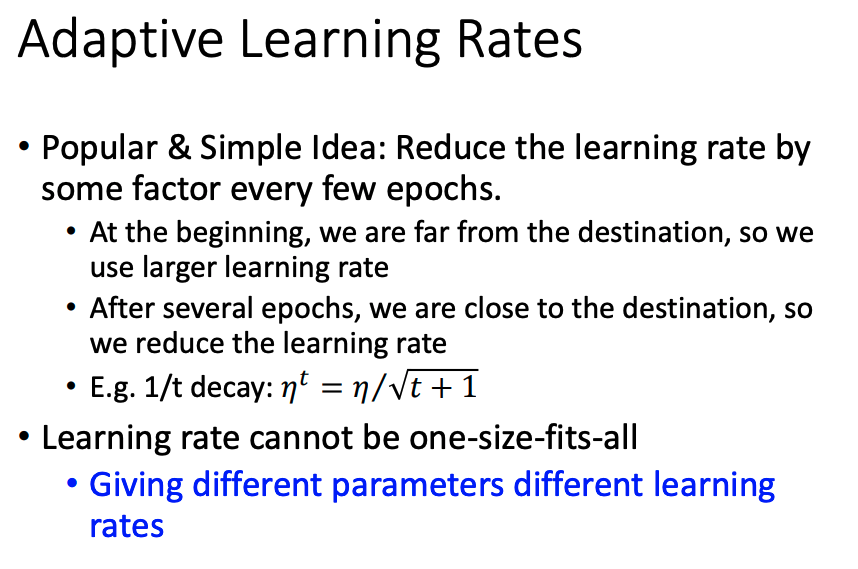 Adaptive Learning Rates
• Popular & Simple Idea: Reduce the learning rate by
some factor every few epochs.
• At the beginning, we are far from the destination, so we
use larger learning rate
• After several epochs, we are close to the destination, so
we reduce the learning rate
• E.g. 1/t decay: ηᵗ = η/√t + 1
• Learning rate cannot be one-size-fits-all
• Giving different parameters different learning
rates